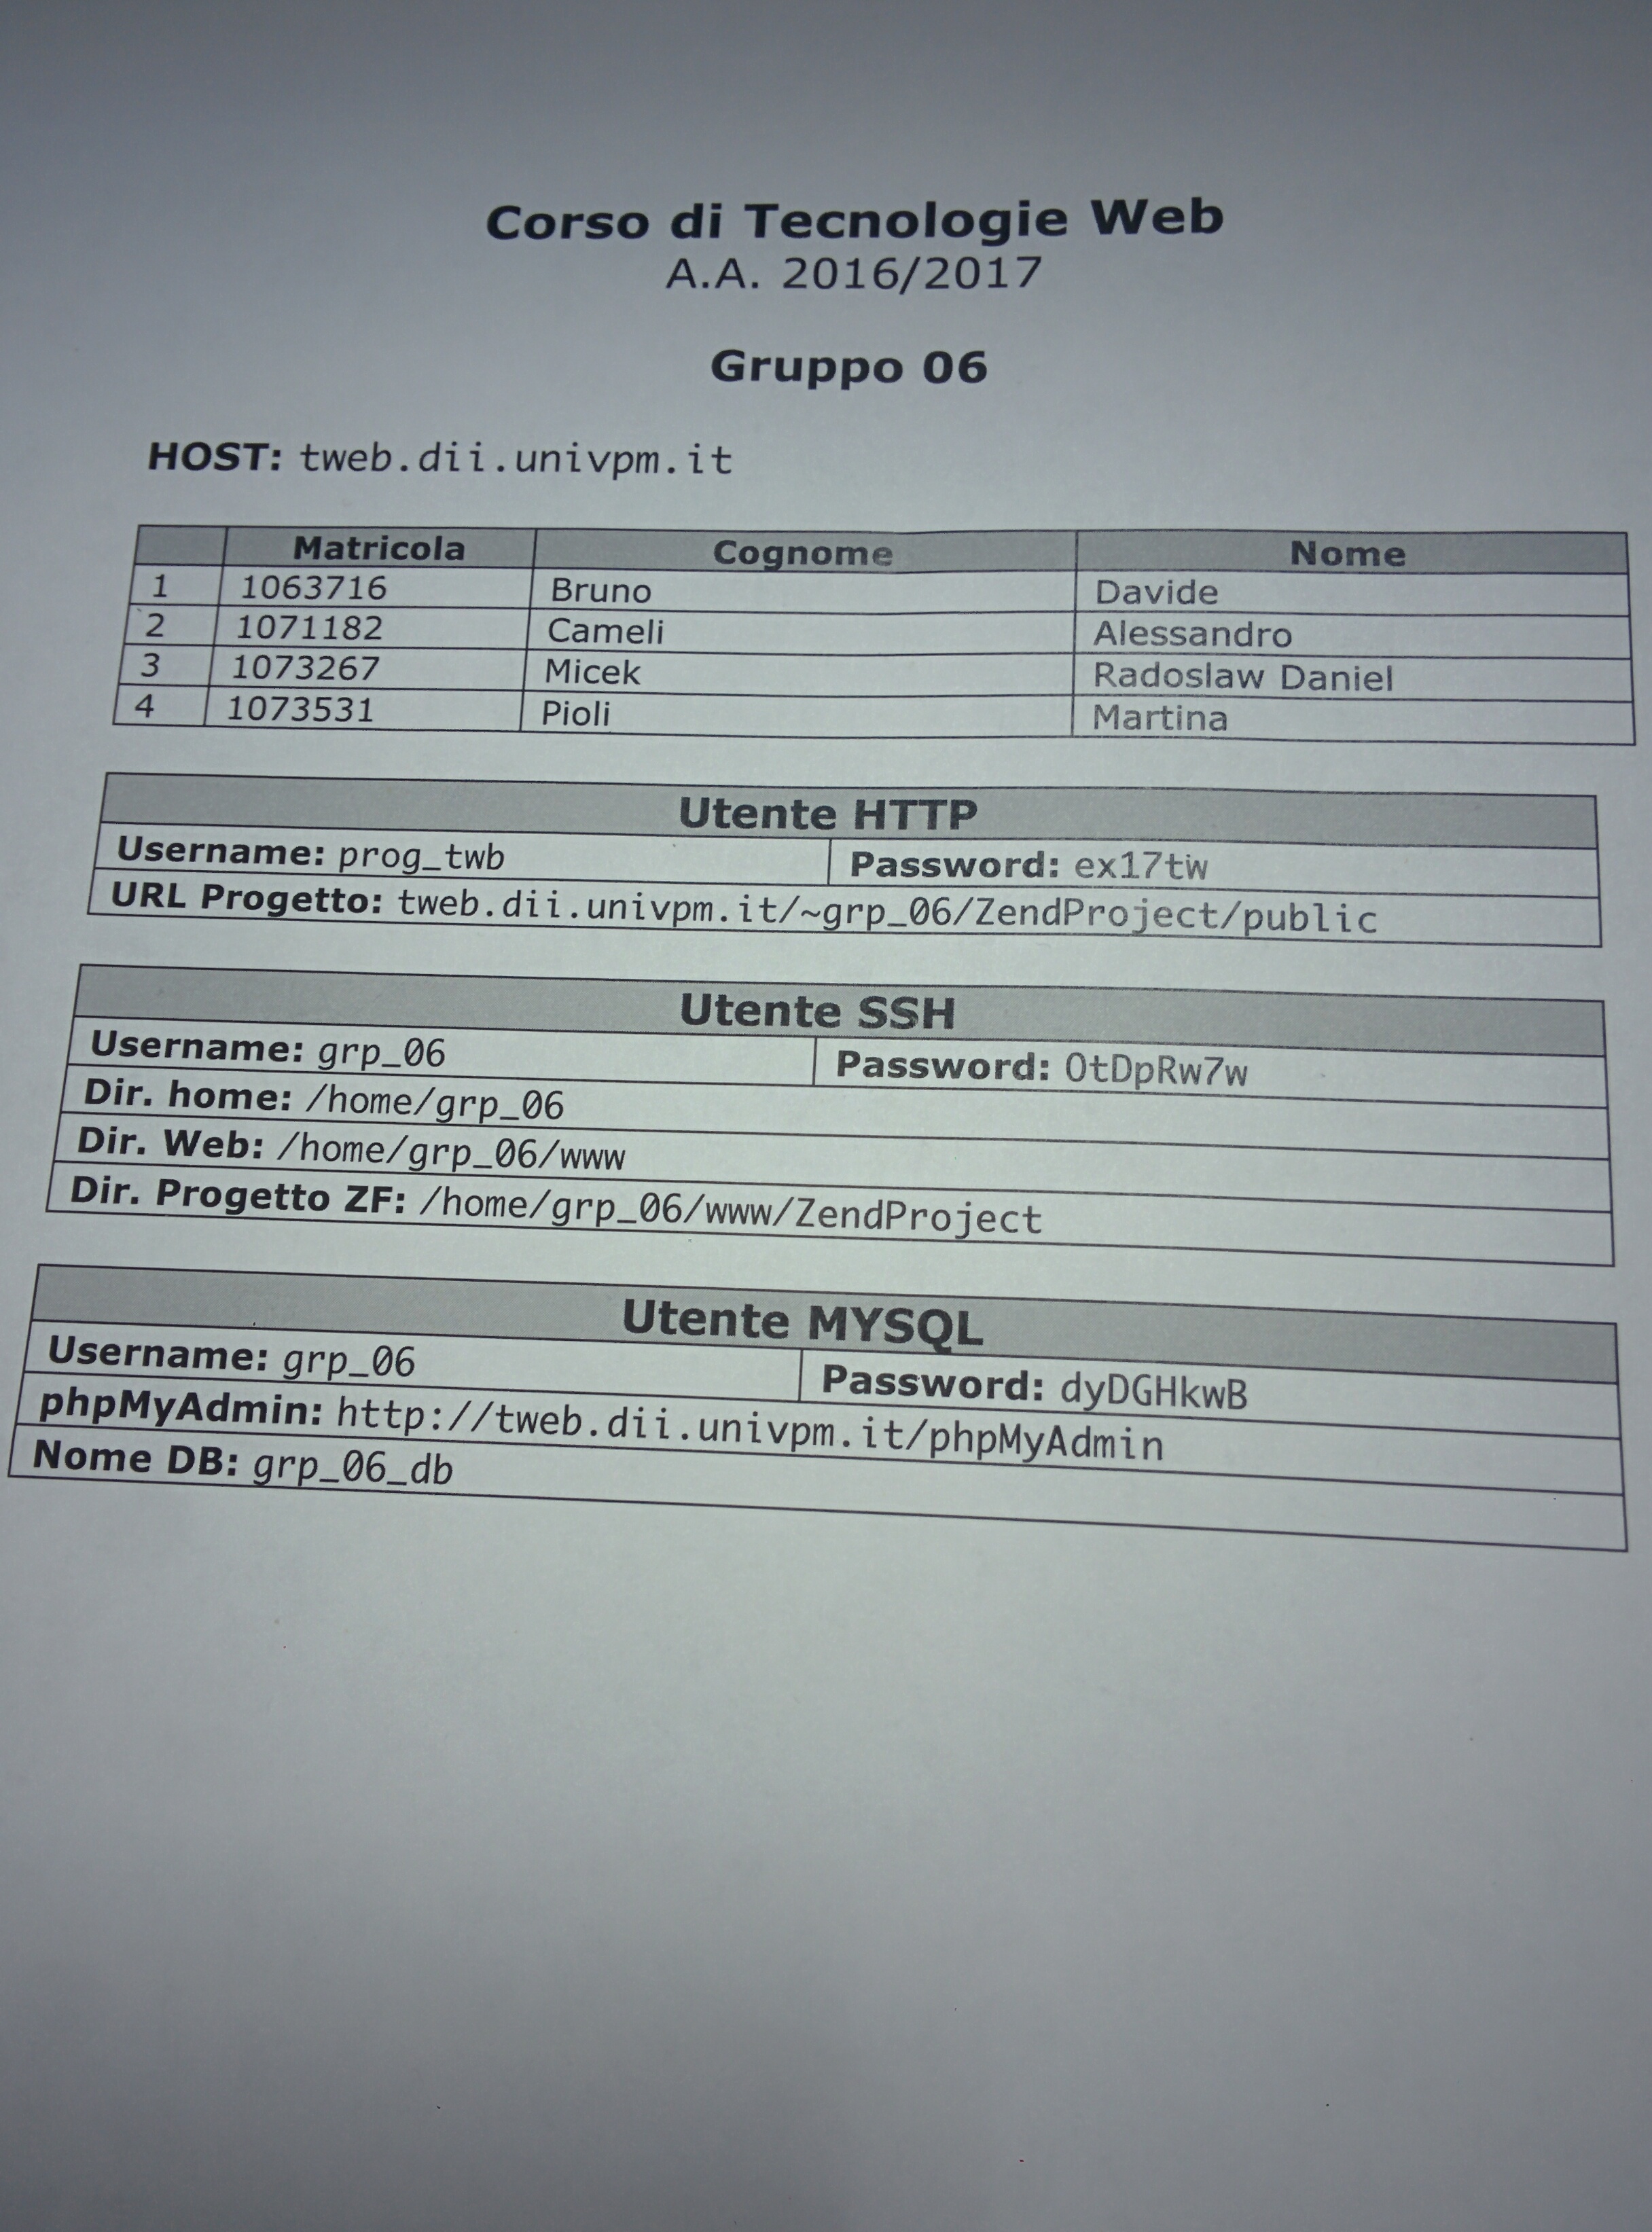 Corso di Tecnologie Web
A.A. 2016/2017
Gruppo 06
HOST: tweb.dii.univpm.it
Matricola Cognome Nome
1 1063716 Bruno Davide
2 1071182 Cameli Alessandro
3 1073267 Micek Radoslaw Daniel
4 1073531 Pioli Martina
Utente HTTP
Username: prog_twb Password: ex17tw
URL Progetto: tweb.dii.univpm.it/~grp_06/ZendProject/public
Utente SSH
Username: grp_06 Password: OtDpRw7w
Dir. home: /home/grp_06
Dir. Web: /home/grp_06/www
Dir. Progetto ZF: /home/grp_06/www/ZendProject
Utente MYSQL
Username: grp_06 Password: dyDGHkwB
phpMyAdmin: http://tweb.dii.univpm.it/phpMyAdmin
Nome DB: grp_06_db